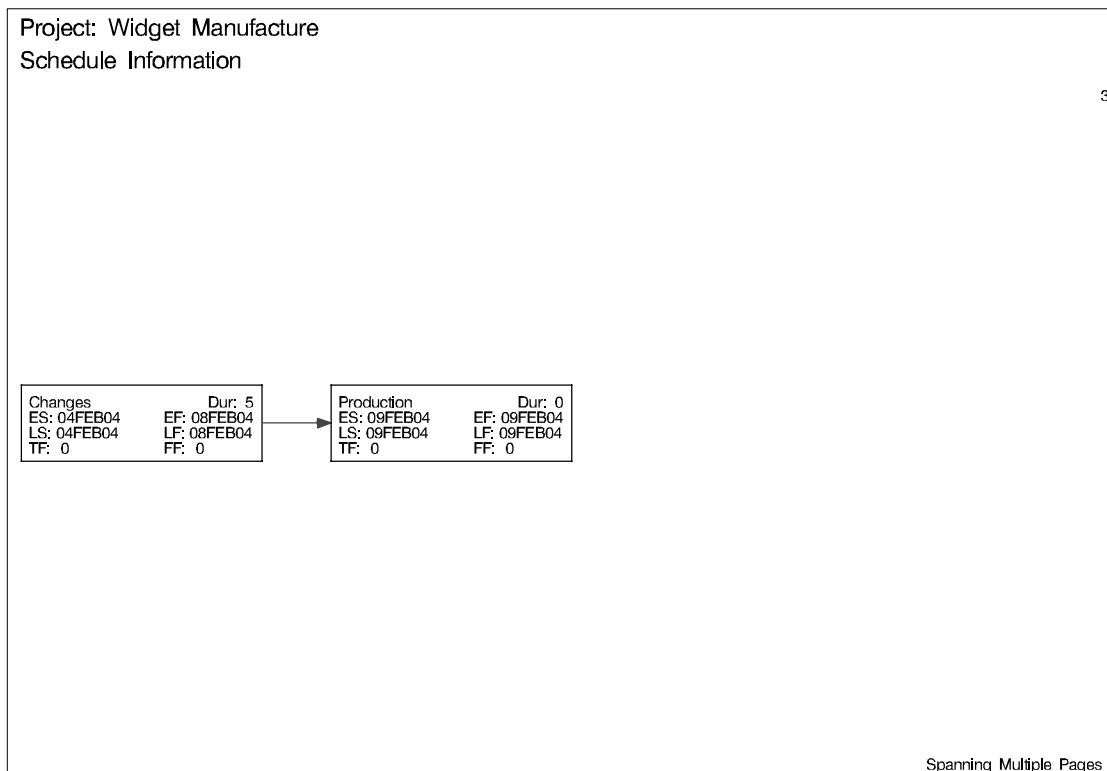 Project: Widget Manufacture
Schedule Information
3
Changes Dur: 5
ES: 04FEB04 EF: 08FEB04
LS: 04FEB04 LF: 08FEB04
TF: 0 FF: 0
Production Dur: 0
ES: 09FEB04 EF: 09FEB04
LS: 09FEB04 LF: 09FEB04
TF: 0 FF: 0
Spanning Multiple Pages